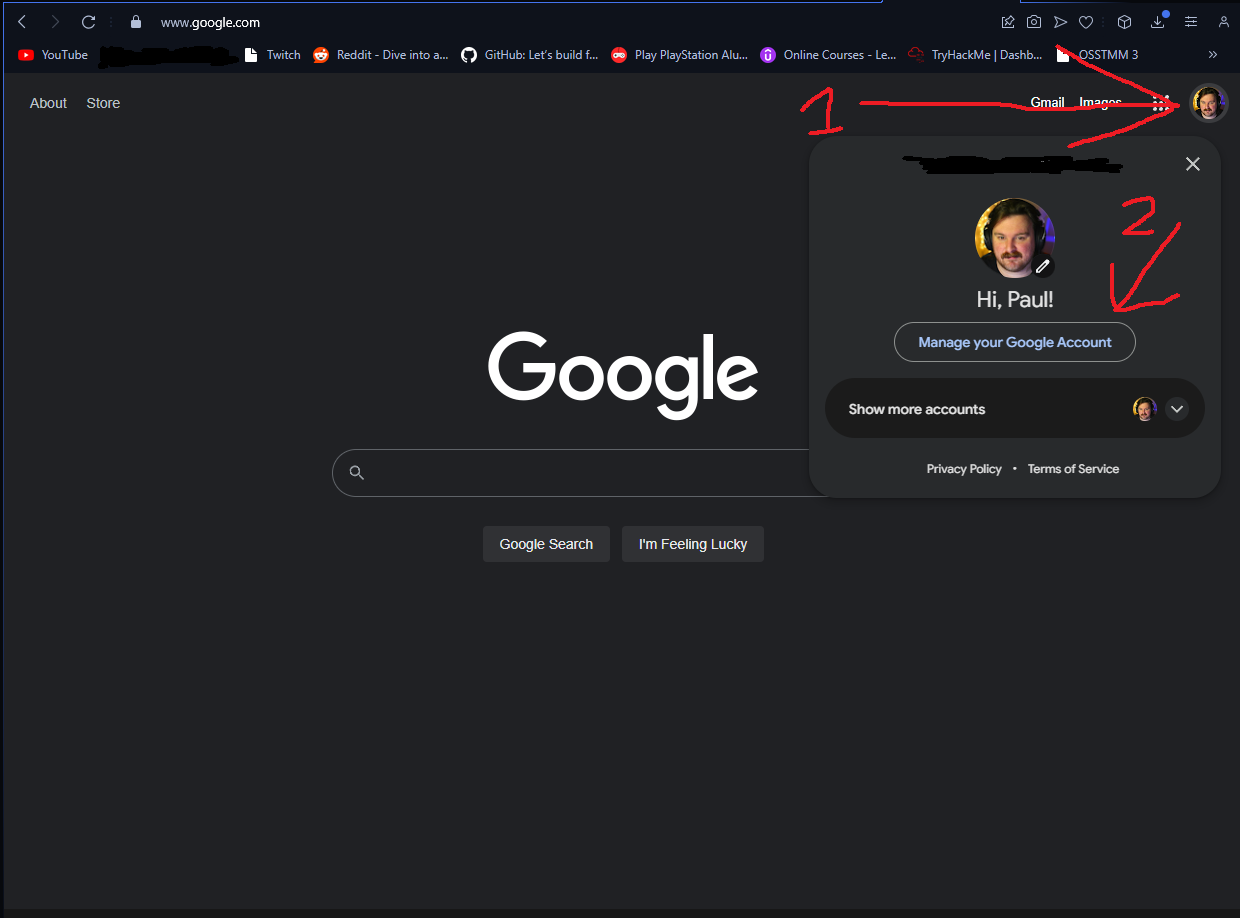 www.google.com
YouTube
Twitch
Reddit - Dive into a...
GitHub: Let's build f...
Play PlayStation Alu...
Online Courses - Le...
TryHackMe | Dashb...
OSSTMM 3
About
Store
1
Gmail
Images
2
Hi, Paul!
Manage your Google Account
Show more accounts
Privacy Policy • Terms of Service
Google
Google Search
I'm Feeling Lucky